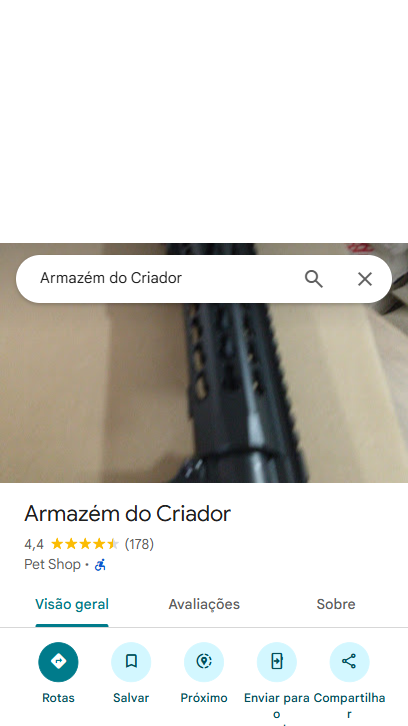 Armazém do Criador
Armazém do Criador
4,4 (178)
Pet Shop ·
Visão geral Avaliações Sobre
Rotas Salvar Próximo Enviar para o Compartilhar